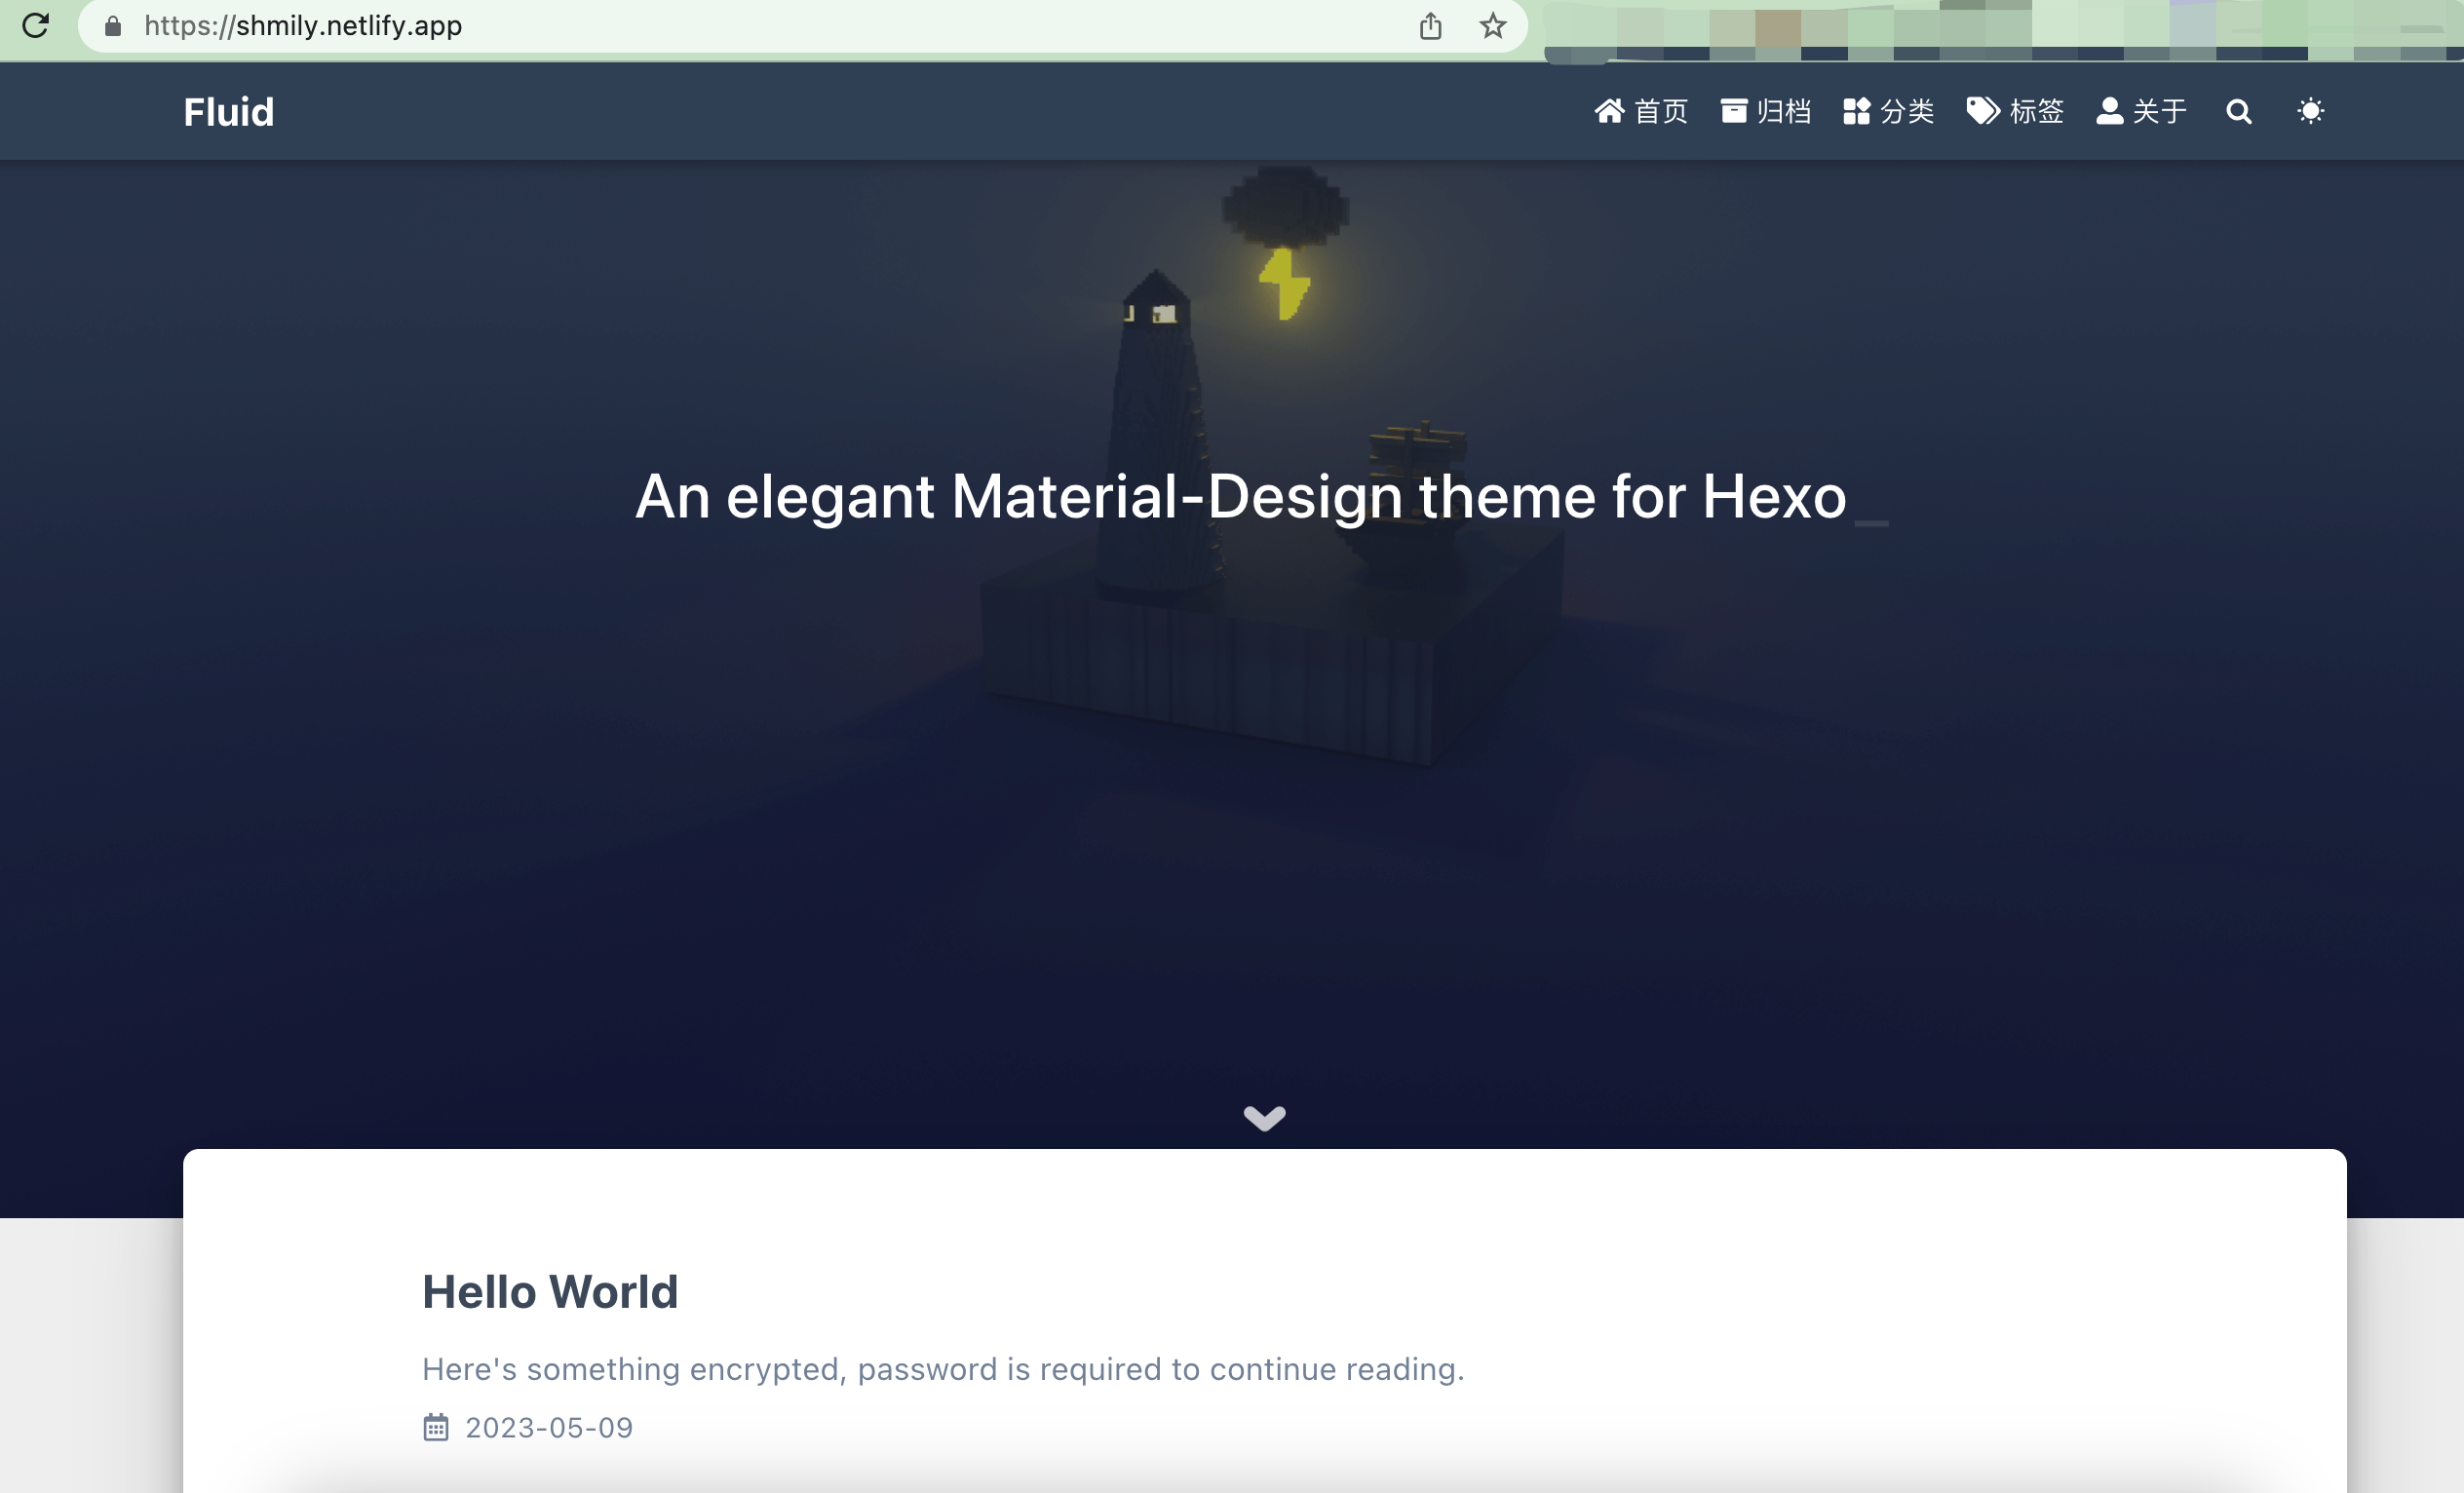 https://shmily.netlify.app
Fluid
首页 归档 分类 标签 关于
An elegant Material-Design theme for Hexo_
Hello World
Here's something encrypted, password is required to continue reading.
2023-05-09